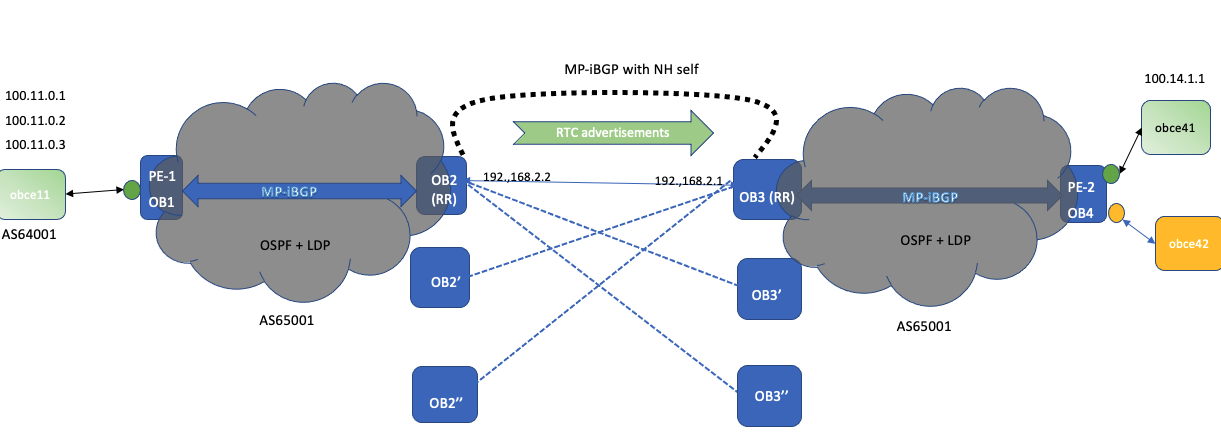 MP-iBGP with NH self
100.14.1.1
100.11.0.1
100.11.0.2
100.11.0.3
RTC advertisements
obce41
PE-1
OB1
MP-iBGP
OB2
(RR)
192.,168.2.2
192.,168.2.1
OB3 (RR)
MP-iBGP
PE-2
OB4
obce11
AS64001
OSPF + LDP
OSPF + LDP
obce42
OB2’
OB3’
AS65001
AS65001
OB2’’
OB3’’